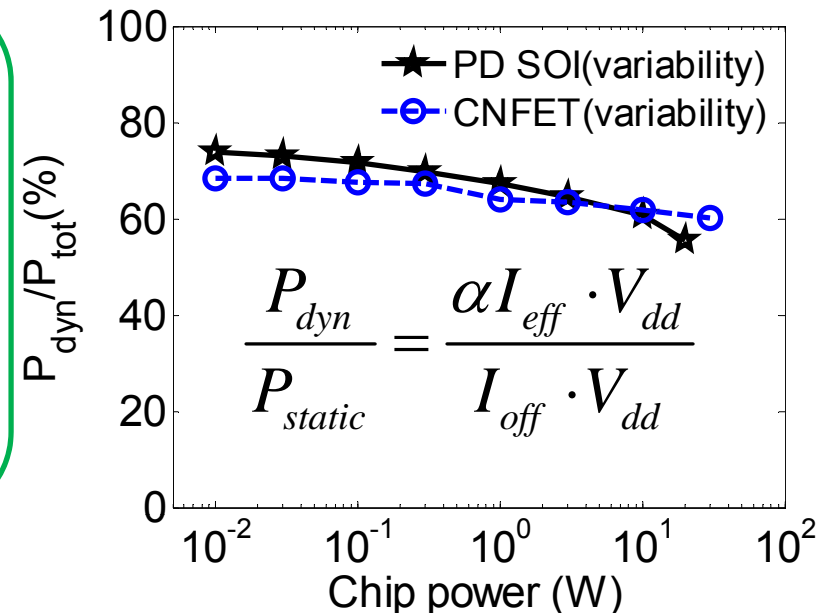 100
80
60
40
20
0
P_dyn/P_tot(%)
PD SOI(variability)
CNFET(variability)
P_dyn / P_static = αI_eff · V_dd / I_off · V_dd
10^-2 10^-1 10^0 10^1 10^2
Chip power (W)